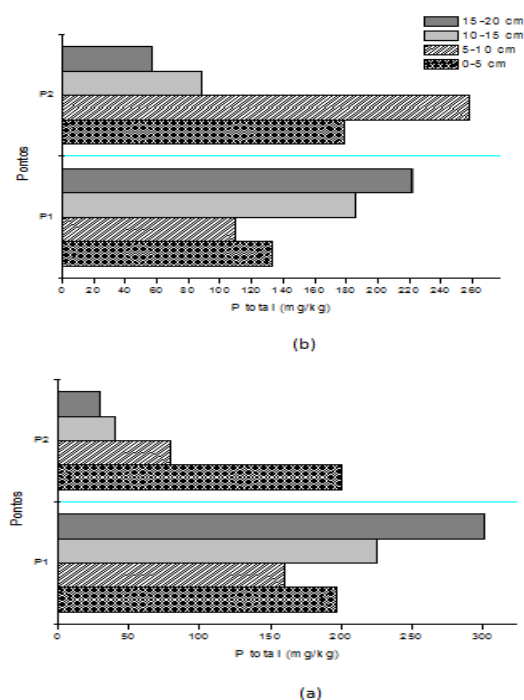 15-20 cm
10-15 cm
5-10 cm
0-5 cm
P2
P1
Pontos
0 20 40 60 80 100 120 140 160 180 200 220 240 260
P total (mg/kg)
(b)
P2
P1
Pontos
0 50 100 150 200 250 300
P total (mg/kg)
(a)